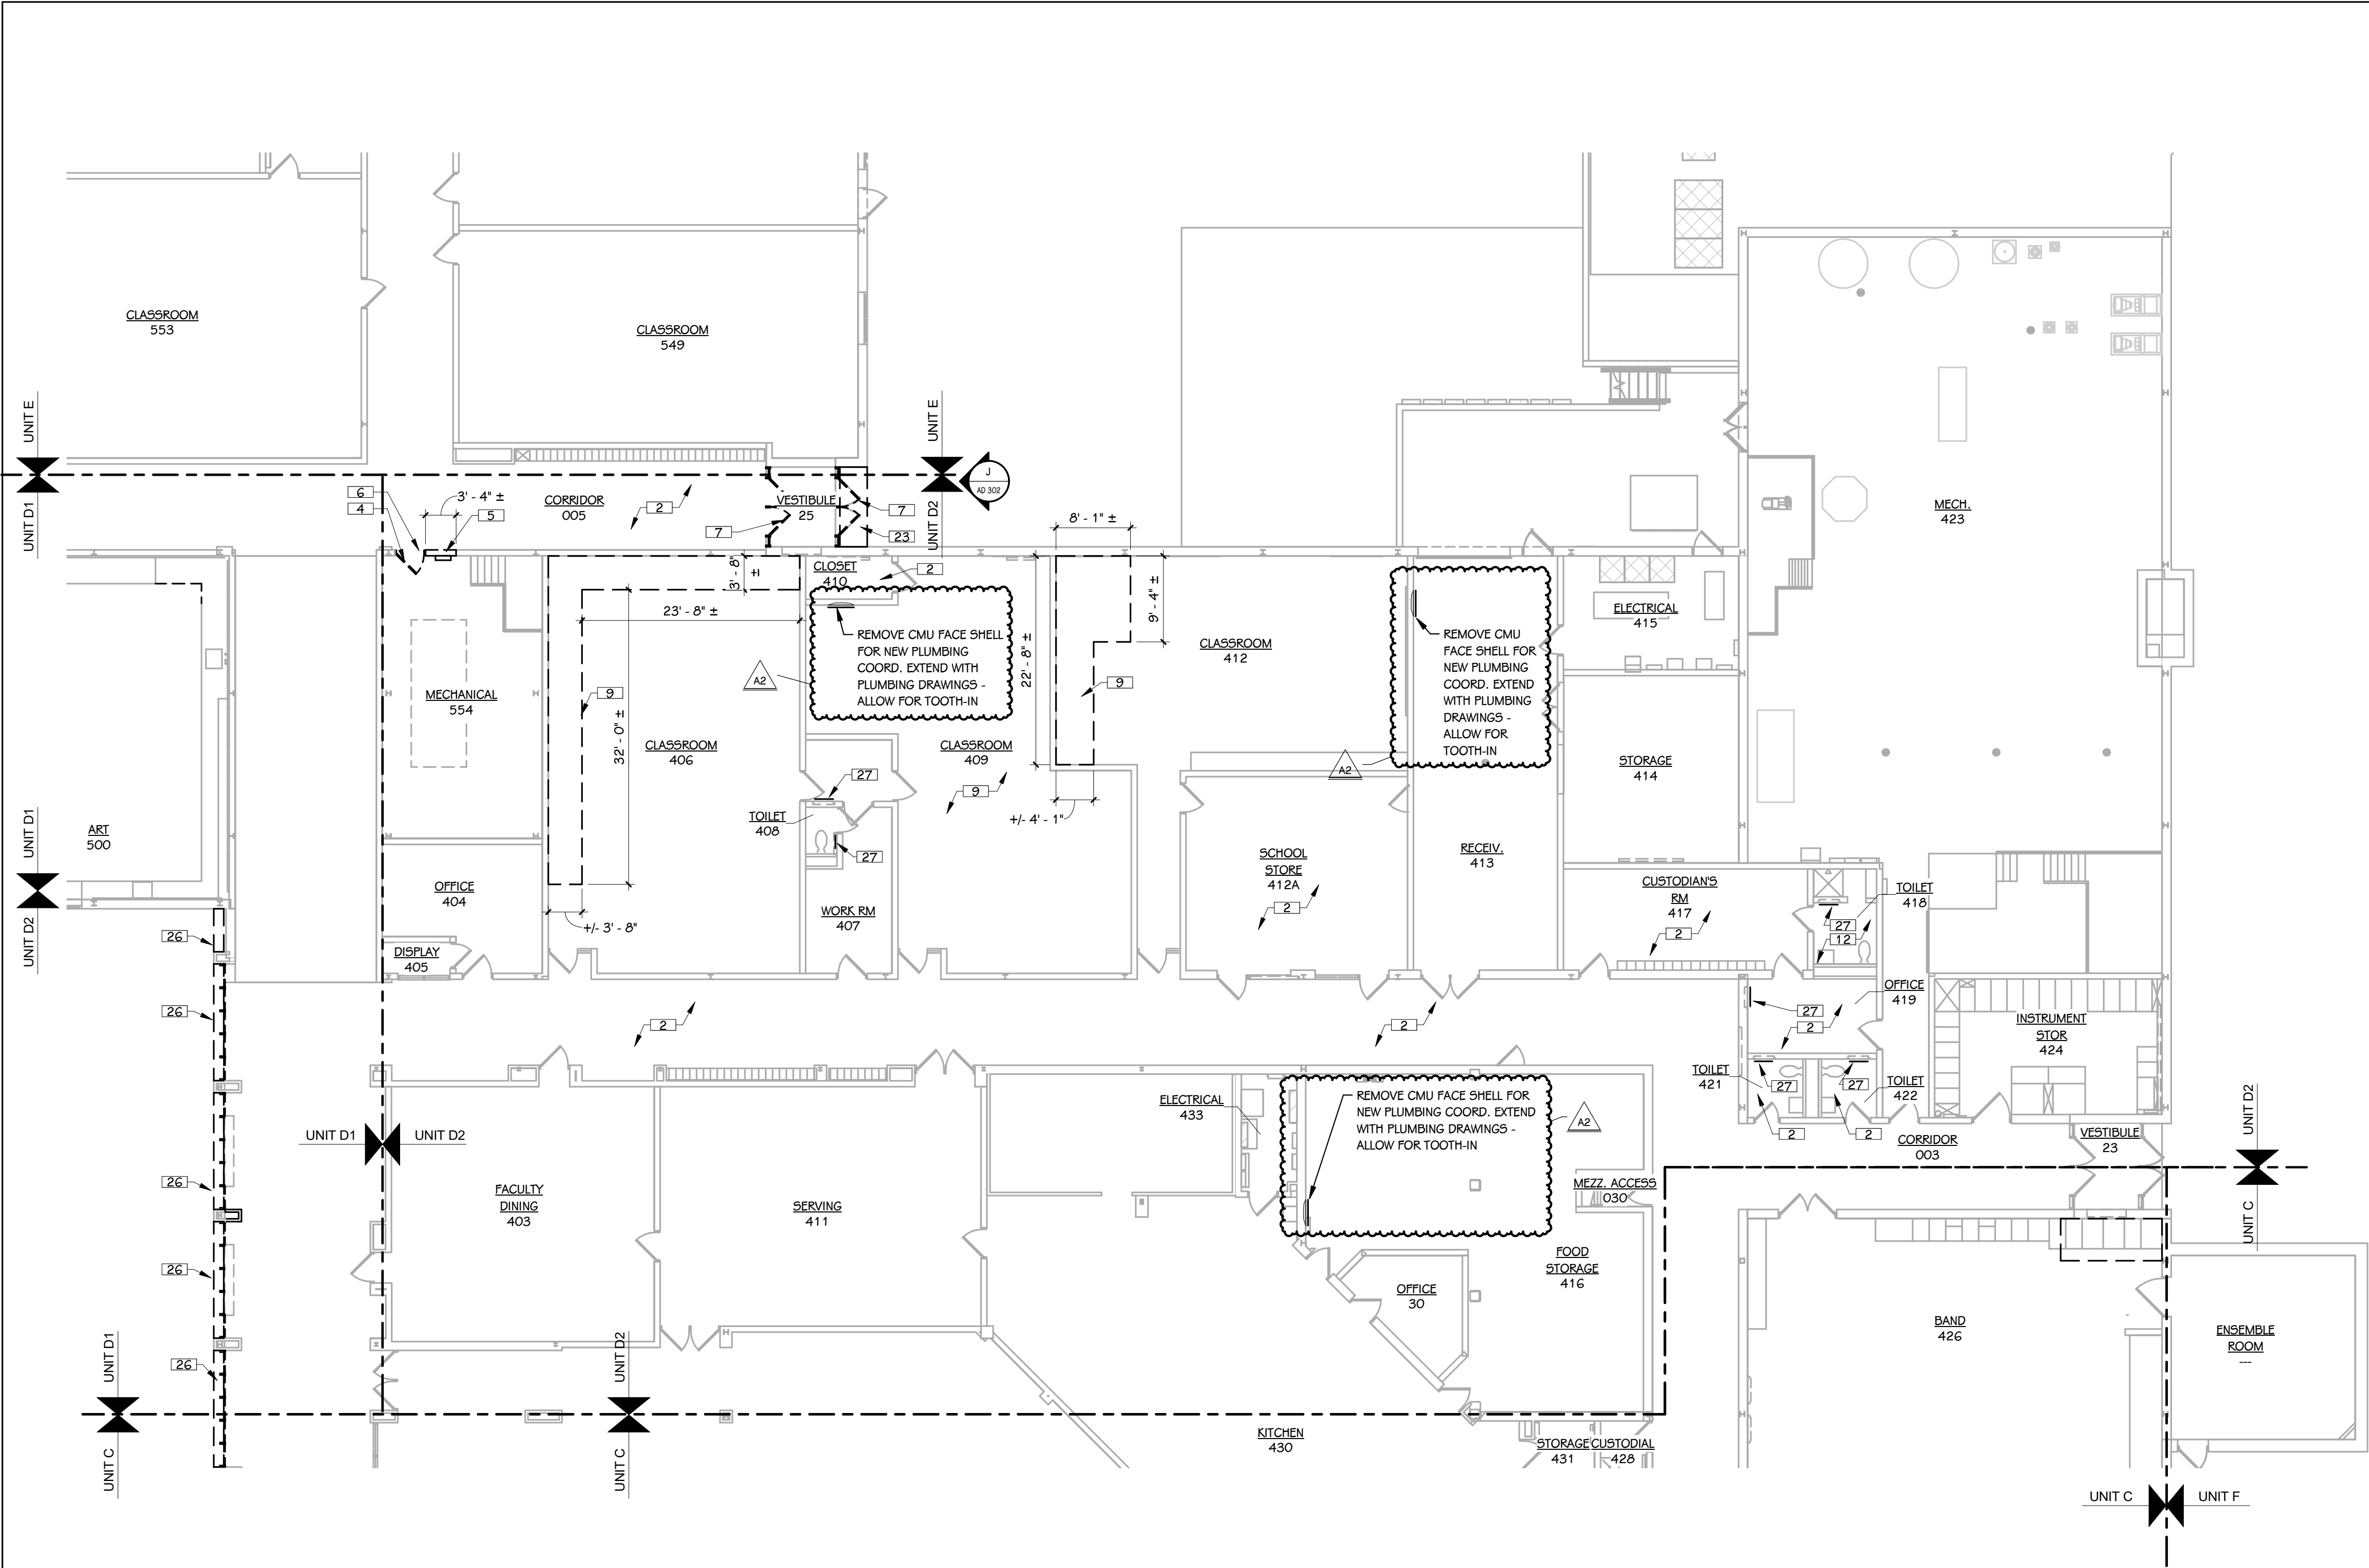 CLASSROOM
553
CLASSROOM
549
UNIT E
UNIT D1
UNIT E
UNIT D2
J
AD 302
6
4
3' - 4" ±
5
CORRIDOR
005
2
VESTIBULE
25
7
7
23
8' - 1" ±
MECH.
423
3' - 8"
±
CLOSET
410
2
9' - 4" ±
23' - 8" ±
32' - 0" ±
22' - 8" ±
REMOVE CMU FACE SHELL
FOR NEW PLUMBING
COORD. EXTEND WITH
PLUMBING DRAWINGS -
ALLOW FOR TOOTH-IN
A2
CLASSROOM
412
9
REMOVE CMU
FACE SHELL FOR
NEW PLUMBING
COORD. EXTEND
WITH PLUMBING
DRAWINGS -
ALLOW FOR
TOOTH-IN
A2
ELECTRICAL
415
MECHANICAL
554
9
CLASSROOM
406
CLASSROOM
409
9
+/- 4' - 1"
27
TOILET
408
27
STORAGE
414
UNIT D1
UNIT D2
ART
500
OFFICE
404
+/- 3' - 8"
WORK RM
407
SCHOOL
STORE
412A
2
RECEIV.
413
CUSTODIAN'S
RM
417
2
TOILET
418
27
12
26
DISPLAY
405
26
2
2
OFFICE
419
27
2
INSTRUMENT
STOR
424
TOILET
421
27
27
TOILET
422
2
2
ELECTRICAL
433
REMOVE CMU FACE SHELL FOR
NEW PLUMBING COORD. EXTEND
WITH PLUMBING DRAWINGS -
ALLOW FOR TOOTH-IN
A2
UNIT D1
UNIT D2
CORRIDOR
003
VESTIBULE
23
UNIT D2
UNIT C
26
FACULTY
DINING
403
SERVING
411
MEZZ. ACCESS
030
26
FOOD
STORAGE
416
OFFICE
30
BAND
426
ENSEMBLE
ROOM
---
26
UNIT D1
UNIT C
UNIT D2
UNIT C
KITCHEN
430
STORAGE
431
CUSTODIAL
428
UNIT C
UNIT F